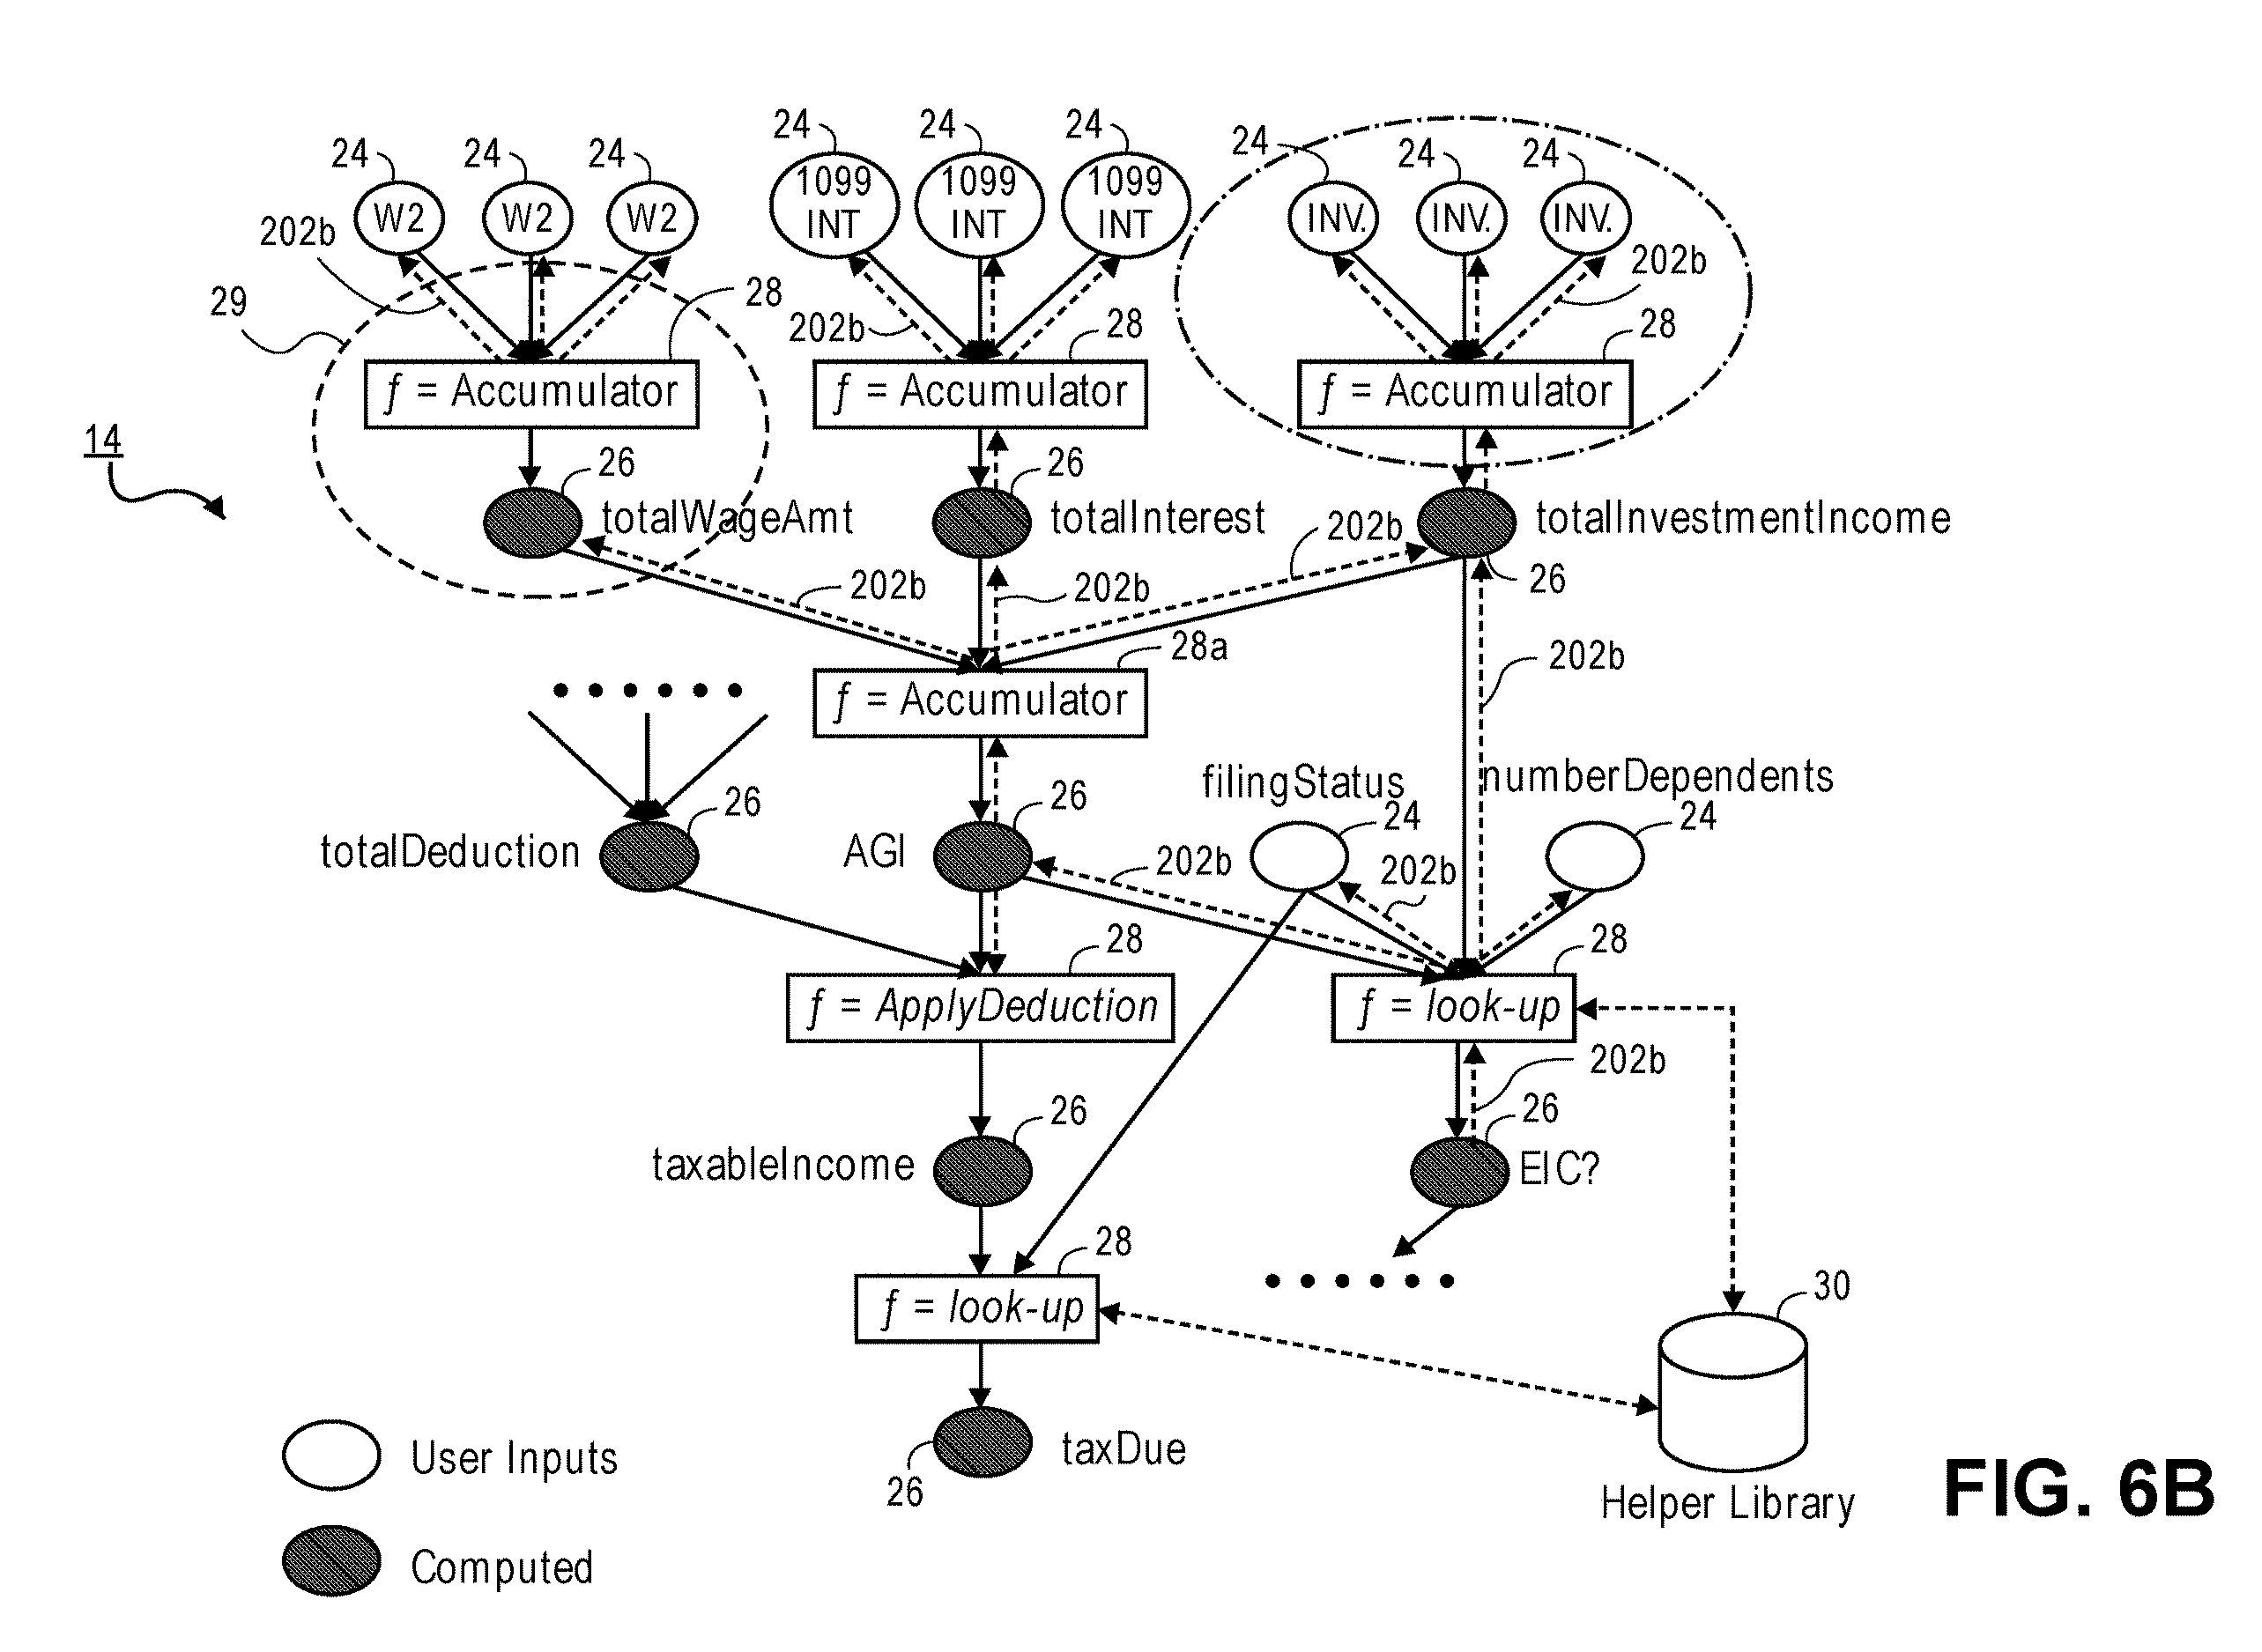 24 24 24 24 24 24 24 24 24
W2 W2 W2 1099 INT 1099 INT 1099 INT INV. INV. INV.
202b 202b
29 28 202b 28 28
ƒ = Accumulator ƒ = Accumulator ƒ = Accumulator
14
26 26
totalWageAmt totalInterest 202b totalInvestmentIncome
202b 202b 26
28a 202b
ƒ = Accumulator
filingStatus numberDependents
26 26 24 24
totalDeduction AGI 202b 202b
28 28
ƒ = ApplyDeduction ƒ = look-up
202b
26 26
taxableIncome EIC?
28
ƒ = look-up 30
26 taxDue
User Inputs
Helper Library
FIG. 6B
Computed